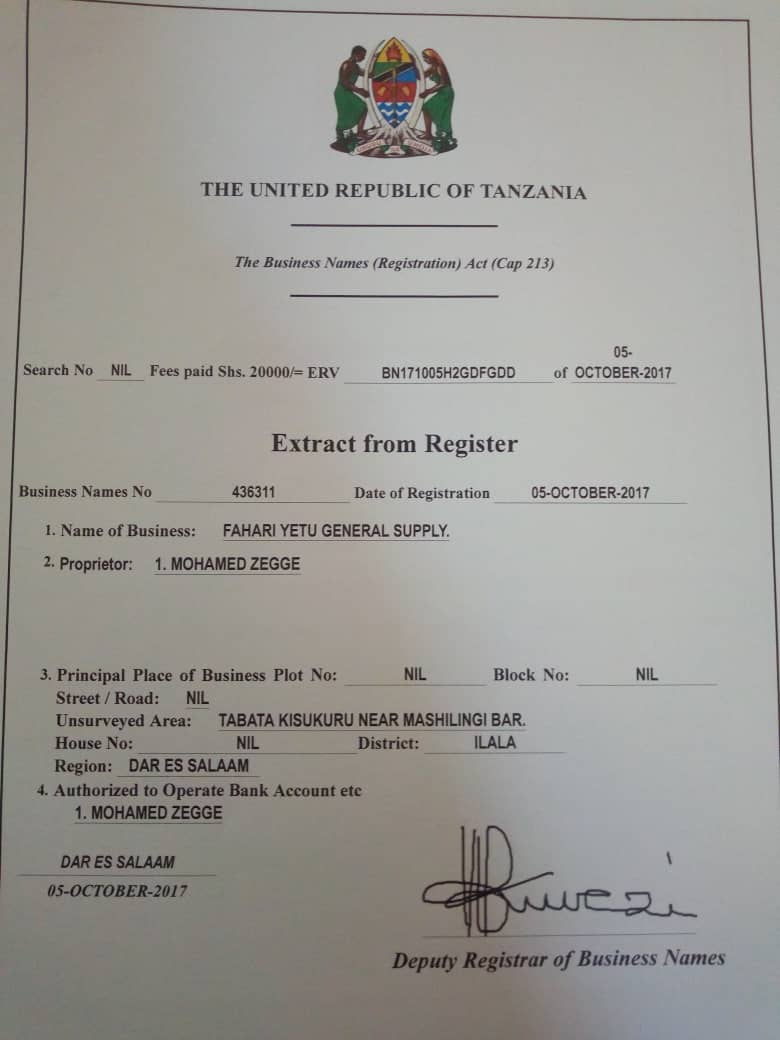 THE UNITED REPUBLIC OF TANZANIA
The Business Names (Registration) Act (Cap 213)
Search No NIL Fees paid Shs. 20000/= ERV BN171005H2GDFGDD of 05-
OCTOBER-2017
Extract from Register
Business Names No 436311 Date of Registration 05-OCTOBER-2017
1. Name of Business: FAHARI YETU GENERAL SUPPLY.
2. Proprietor: 1. MOHAMED ZEGGE
3. Principal Place of Business Plot No: NIL Block No: NIL
Street / Road: NIL
Unsurveyed Area: TABATA KISUKURU NEAR MASHILINGI BAR.
House No: NIL District: ILALA
Region: DAR ES SALAAM
4. Authorized to Operate Bank Account etc
1. MOHAMED ZEGGE
DAR ES SALAAM
05-OCTOBER-2017
Deputy Registrar of Business Names